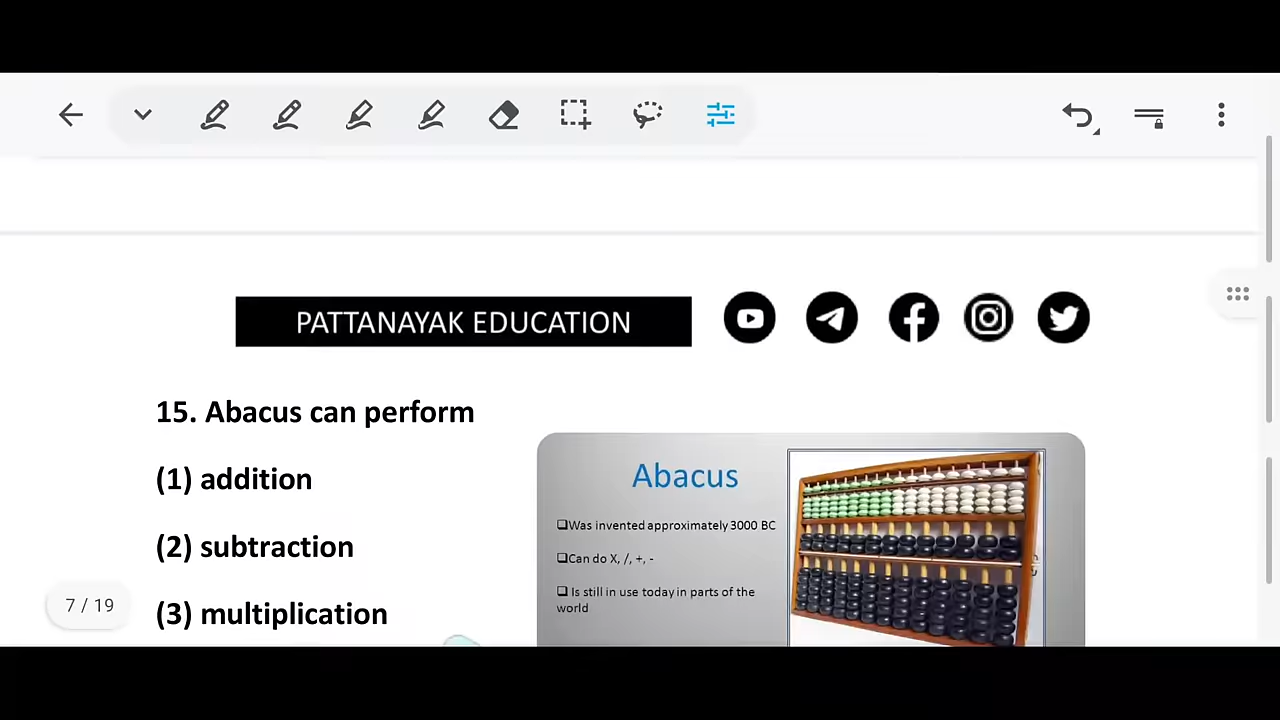 PATTANAYAK EDUCATION
15. Abacus can perform
(1) addition
(2) subtraction
(3) multiplication
Abacus
❑Was invented approximately 3000 BC
❑Can do X, /, +, -
❑ Is still in use today in parts of the
world
7 / 19